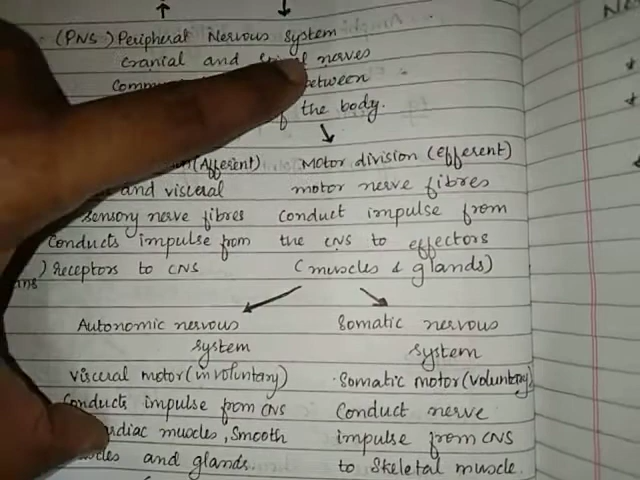 (PNS) Peripheral Nervous system
cranial and nerves
between
of the body.
(Afferent)
and visceral
sensory nerve fibres
Conducts impulse from
) Receptors to CNS
Motor division (efferent)
motor nerve fibres
conduct impulse from
the CNS to effectors
(muscles & glands)
Autonomic nervous
system
visceral motor (involuntary)
Conducts impulse from CNS
muscles, Smooth
and glands.
Somatic nervous
system
Somatic motor (voluntary)
Conduct nerve
impulse from CNS
to skeletal muscle.